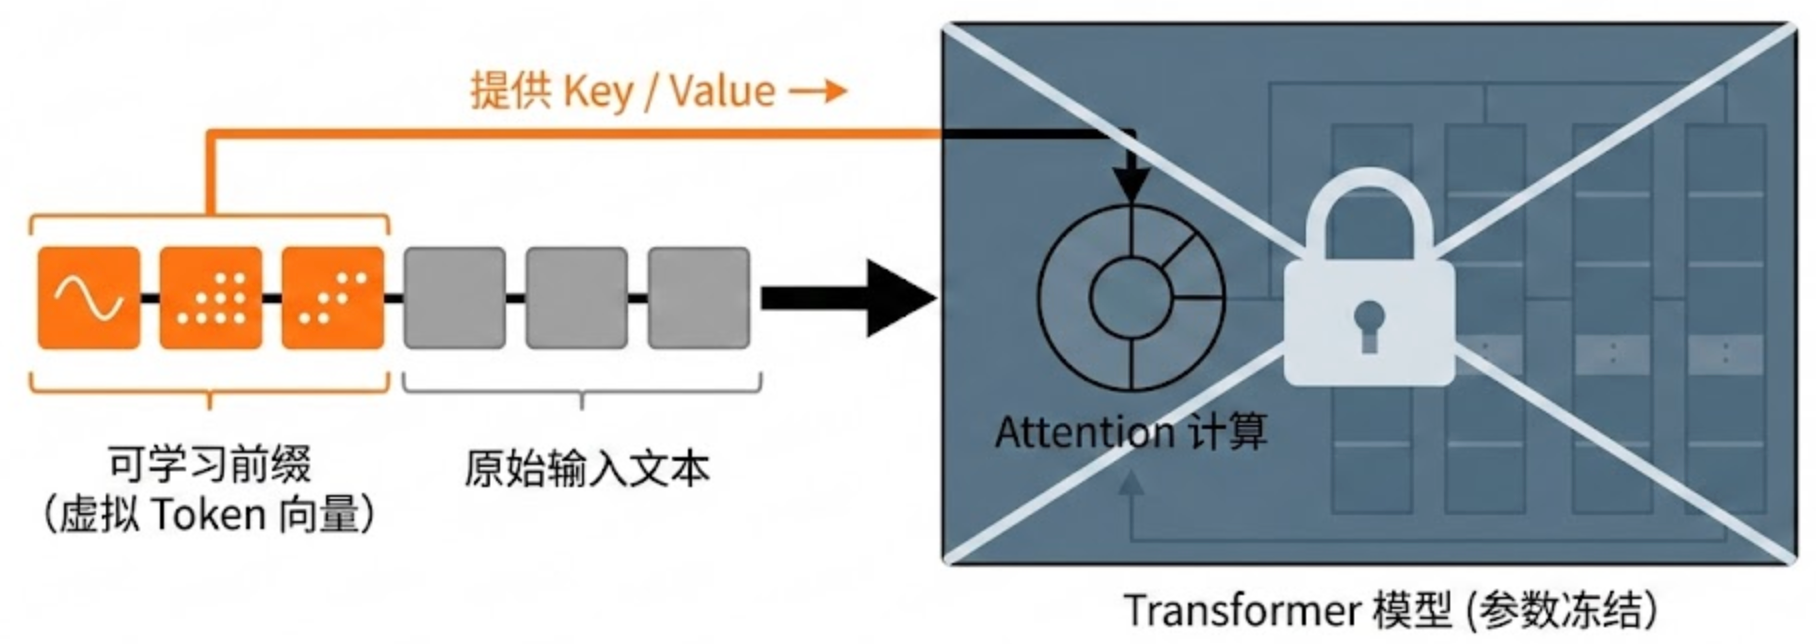 提供 Key / Value →
可学习前缀
（虚拟 Token 向量）
原始输入文本
Attention 计算
Transformer 模型 (参数冻结）